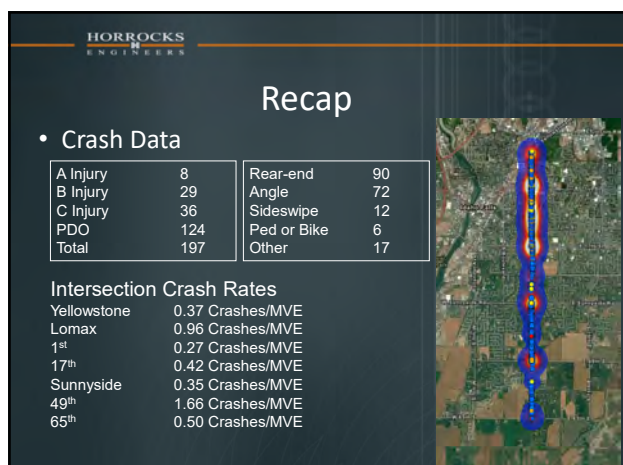 HORROCKS
ENGINEERS
Recap
• Crash Data
A Injury 8
B Injury 29
C Injury 36
PDO 124
Total 197
Rear-end 90
Angle 72
Sideswipe 12
Ped or Bike 6
Other 17
Intersection Crash Rates
Yellowstone 0.37 Crashes/MVE
Lomax 0.96 Crashes/MVE
1st 0.27 Crashes/MVE
17th 0.42 Crashes/MVE
Sunnyside 0.35 Crashes/MVE
49th 1.66 Crashes/MVE
65th 0.50 Crashes/MVE